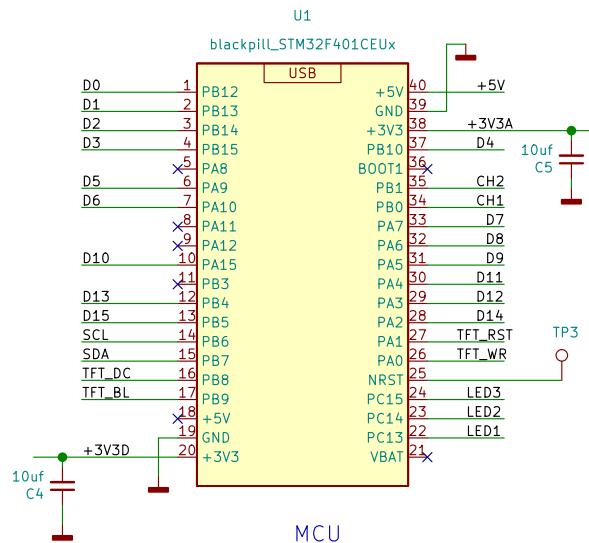 U1
blackpill_STM32F401CEUx
USB
D0 1 PB12 +5V 40 +5V
D1 2 PB13 GND 39
D2 3 PB14 +3V3 38 +3V3A
D3 4 PB15 PB10 37 D4
10uf
C5
5 PA8 BOOT1 36
D5 6 PA9 PB1 35 CH2
D6 7 PA10 PB0 34 CH1
8 PA11 PA7 33 D7
9 PA12 PA6 32 D8
D10 10 PA15 PA5 31 D9
11 PB3 PA4 30 D11
D13 12 PB4 PA3 29 D12
D15 13 PB5 PA2 28 D14
SCL 14 PB6 PA1 27 TFT_RST
TP3
SDA 15 PB7 PA0 26 TFT_WR
TFT_DC 16 PB8 NRST 25
TFT_BL 17 PB9 PC15 24 LED3
18 +5V PC14 23 LED2
19 GND PC13 22 LED1
+3V3D 20 +3V3 VBAT 21
10uf
C4
MCU